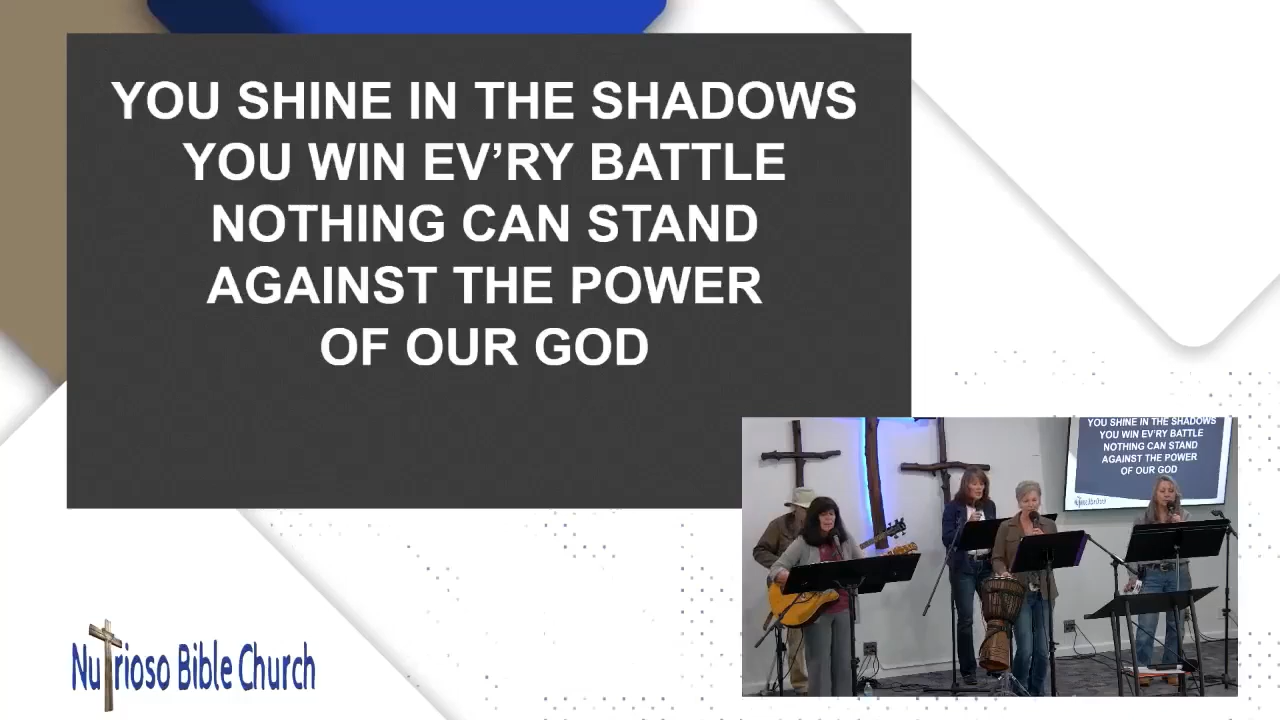 YOU SHINE IN THE SHADOWS
YOU WIN EV’RY BATTLE
NOTHING CAN STAND
AGAINST THE POWER
OF OUR GOD
YOU SHINE IN THE SHADOWS
YOU WIN EV'RY BATTLE
NOTHING CAN STAND
AGAINST THE POWER
OF OUR GOD
Nutrioso Bible Church